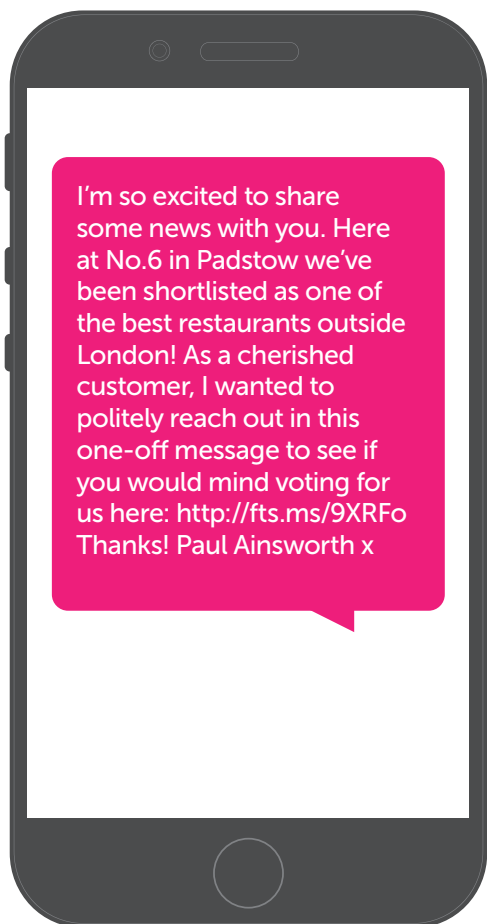 I’m so excited to share
some news with you. Here
at No.6 in Padstow we’ve
been shortlisted as one of
the best restaurants outside
London! As a cherished
customer, I wanted to
politely reach out in this
one-off message to see if
you would mind voting for
us here: http://fts.ms/9XRFo
Thanks! Paul Ainsworth x